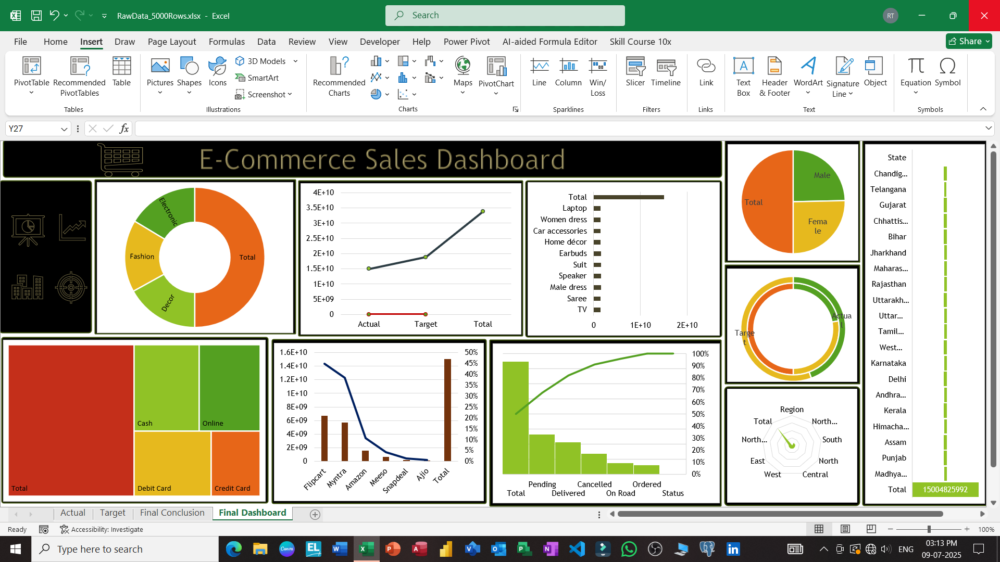 RawData_5000Rows.xlsx - Excel
Search
RT
File Home Insert Draw Page Layout Formulas Data Review View Developer Help Power Pivot AI-aided Formula Editor Skill Course 10x
Share
PivotTable
Recommended
PivotTables
Table
Tables
Pictures
Shapes
Icons
3D Models
SmartArt
Screenshot
Illustrations
Recommended
Charts
Maps
PivotChart
Charts
Line
Column
Win/
Loss
Sparklines
Slicer
Timeline
Filters
Link
Links
Text
Box
Header
& Footer
WordArt
Signature
Line
Object
Text
Equation
Symbol
Symbols
Y27
fx
E-Commerce Sales Dashboard
Electronic
Fashion
Decor
Total
4E+10
3.5E+10
3E+10
2.5E+10
2E+10
1.5E+10
1E+10
5E+09
0
Actual Target Total
Total
Laptop
Women dress
Car accessories
Home décor
Earbuds
Suit
Speaker
Male dress
Saree
TV
0 1E+10 2E+10
Male
Total
Fema
le
Actua
l
Targe
t
State
Chandig...
Telangana
Gujarat
Chhattis...
Bihar
Jharkhand
Maharas...
Rajasthan
Uttarakh...
Uttar...
Tamil...
West...
Karnataka
Delhi
Andhra...
Kerala
Himacha...
Assam
Punjab
Madhya...
Total 15004825992
Total
Cash
Online
Debit Card
Credit Card
1.6E+10
1.4E+10
1.2E+10
1E+10
8E+09
6E+09
4E+09
2E+09
0
50%
45%
40%
35%
30%
25%
20%
15%
10%
5%
0%
Flipcart Myntra Amazon Meeso Snapdeal Ajio Total
100%
90%
80%
70%
60%
50%
40%
30%
20%
10%
0%
Pending Cancelled Ordered
Total Delivered On Road Status
Region
Total
North...
North...
South
East
North
West
Central
Actual Target Final Conclusion Final Dashboard
Ready
Accessibility: Investigate
100%
Type here to search
Canva
EL
ENG
03:13 PM
09-07-2025